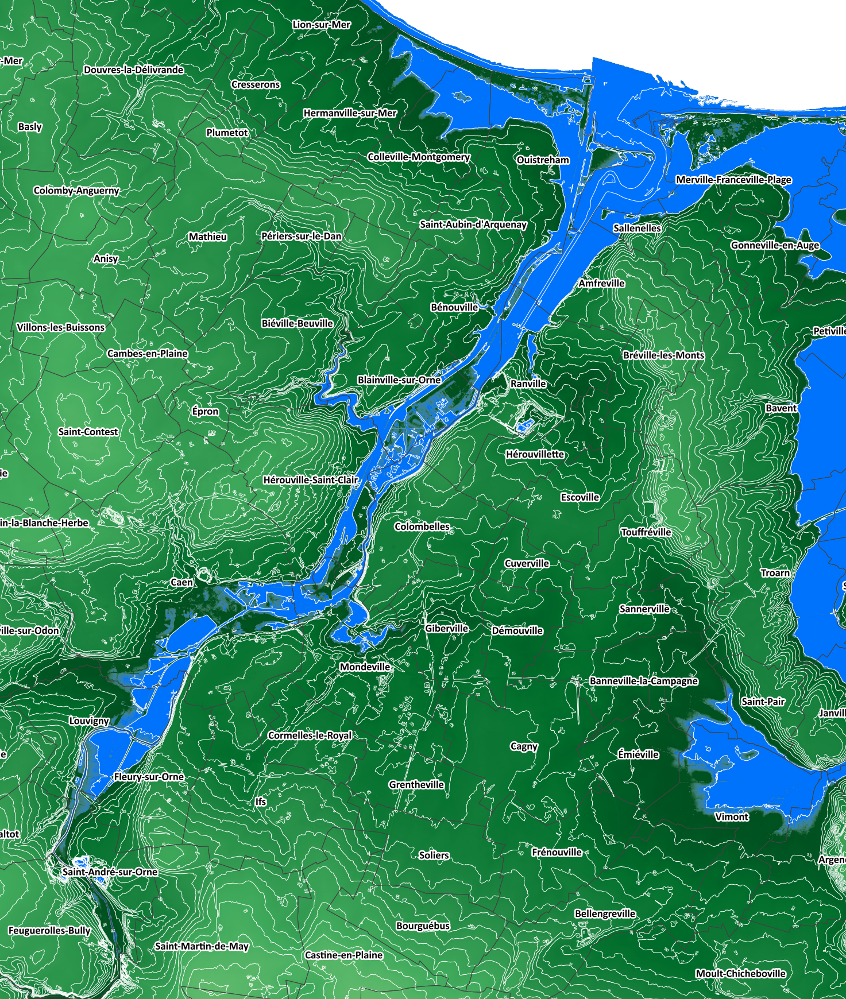 Lion-sur-Mer
r-Mer
Douvres-la-Délivrande
Cresserons
Hermanville-sur-Mer
Basly
Plumetot
Colleville-Montgomery
Ouistreham
Merville-Franceville-Plage
Colomby-Anguerny
Saint-Aubin-d'Arquenay
Sallenelles
Mathieu
Périers-sur-le-Dan
Gonneville-en-Auge
Anisy
Amfreville
Bénouville
Biéville-Beuville
Villons-les-Buissons
Petiville
Cambes-en-Plaine
Bréville-les-Monts
Blainville-sur-Orne
Ranville
Bavent
Épron
Saint-Contest
Hérouvillette
ie
Hérouville-Saint-Clair
Escoville
in-la-Blanche-Herbe
Colombelles
Touffréville
Cuverville
Troarn
Caen
S
Sannerville
ville-sur-Odon
Giberville
Démouville
Mondeville
Banneville-la-Campagne
Saint-Pair
Janvill
Louvigny
Cormelles-le-Royal
Cagny
Émiéville
e
Fleury-sur-Orne
Grentheville
Ifs
Vimont
altot
Soliers
Frénouville
Argenc
Saint-André-sur-Orne
Bellengreville
Bourguébus
Feuguerolles-Bully
Saint-Martin-de-May
Castine-en-Plaine
Moult-Chicheboville